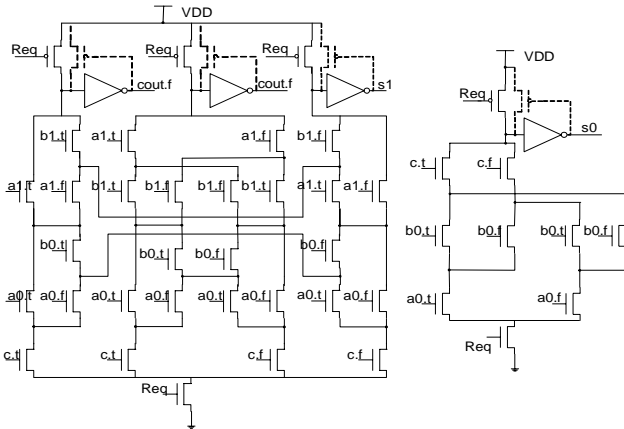 VDD
Req Req Req
cout.f cout.f s1
b1.t a1.t a1.f b1.f
a1.t a1.f b1.t b1.f b1.f b1.t a1.t a1.f
b0.t b0.t b0.f b0.f
a0.t a0.f a0.t a0.f a0.t a0.f a0.t a0.f
c.t c.t c.f c.f
Req
VDD
Req
s0
c.t c.f
b0.t b0.f b0.t b0.f
a0.t a0.f
Req